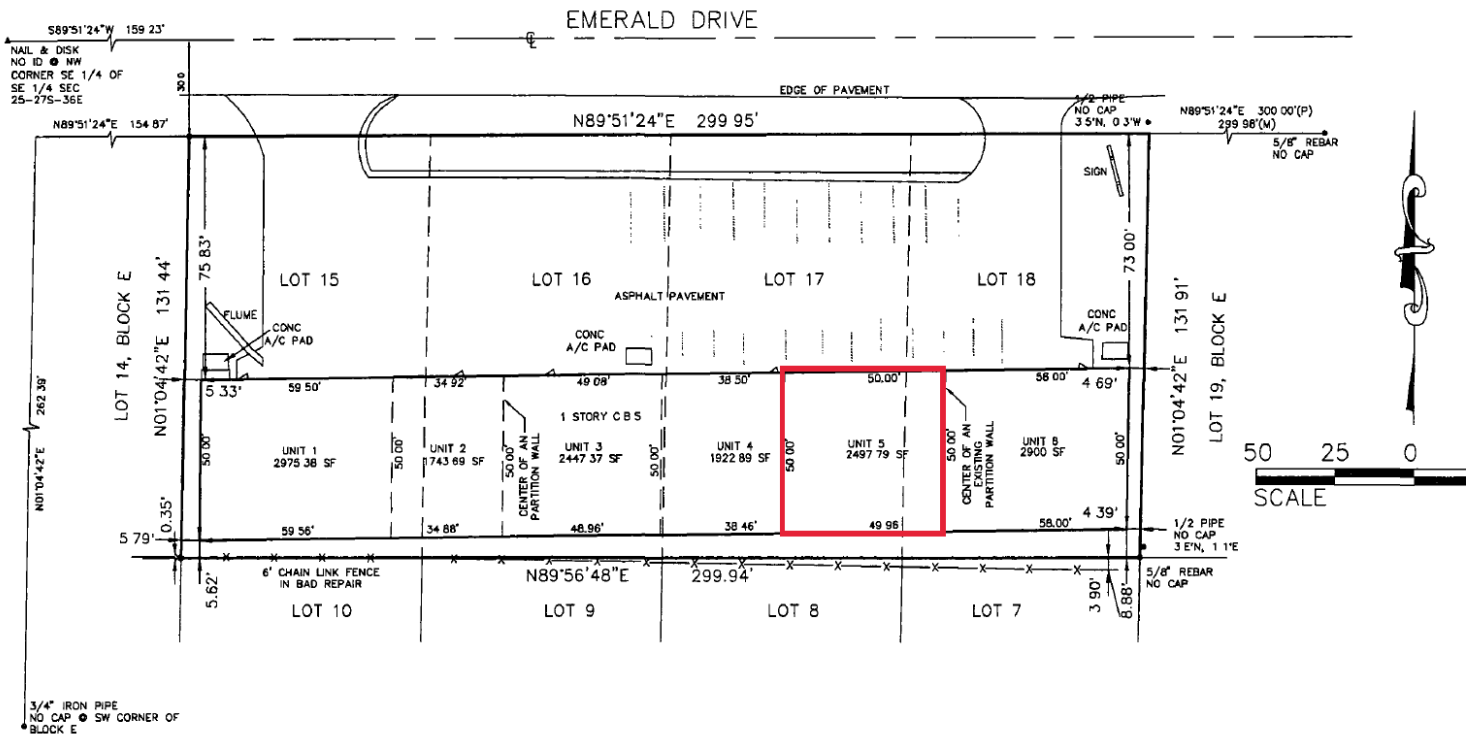 EMERALD DRIVE
S89°51'24"W 159 23'
NAIL & DISK
NO ID @ NW
CORNER SE 1/4 OF
SE 1/4 SEC
25-27S-36E
30 0
EDGE OF PAVEMENT
1/2 PIPE
NO CAP
3 5'N, 0 3'W
N89°51'24"E 154 87'
N89°51'24"E 299 95'
N89°51'24"E 300 00'(P)
299 98'(M)
5/8" REBAR
NO CAP
SIGN
75 83'
73 00'
LOT 14, BLOCK E
N01°04'42"E 131 44'
LOT 15
LOT 16
LOT 17
LOT 18
N01°04'42"E 131 91'
LOT 19, BLOCK E
ASPHALT PAVEMENT
FLUME
CONC
A/C PAD
CONC
A/C PAD
CONC
A/C PAD
N01°04'42"E 262 39'
5 33'
59 50'
34 92'
49 08'
38 50'
50.00'
58 00'
4 69'
1 STORY C B S
50 00'
UNIT 1
2975 38 SF
50 00'
UNIT 2
1743 69 SF
50 00'
CENTER OF AN
PARTITION WALL
UNIT 3
2447 37 SF
50 00'
UNIT 4
1922 89 SF
50 00'
UNIT 5
2497 79 SF
50 00'
CENTER OF AN
EXISTING
PARTITION WALL
UNIT 6
2900 SF
50 00'
50 25 0
SCALE
0.35'
5 79'
59 56'
34 88'
48.96'
38 46'
49 96
58.00'
4 39'
1/2 PIPE
NO CAP
3 E'N, 1 1'E
5.62'
6' CHAIN LINK FENCE
IN BAD REPAIR
N89°56'48"E 299.94'
3 90'
8.88'
5/8" REBAR
NO CAP
LOT 10
LOT 9
LOT 8
LOT 7
3/4" IRON PIPE
NO CAP @ SW CORNER OF
BLOCK E